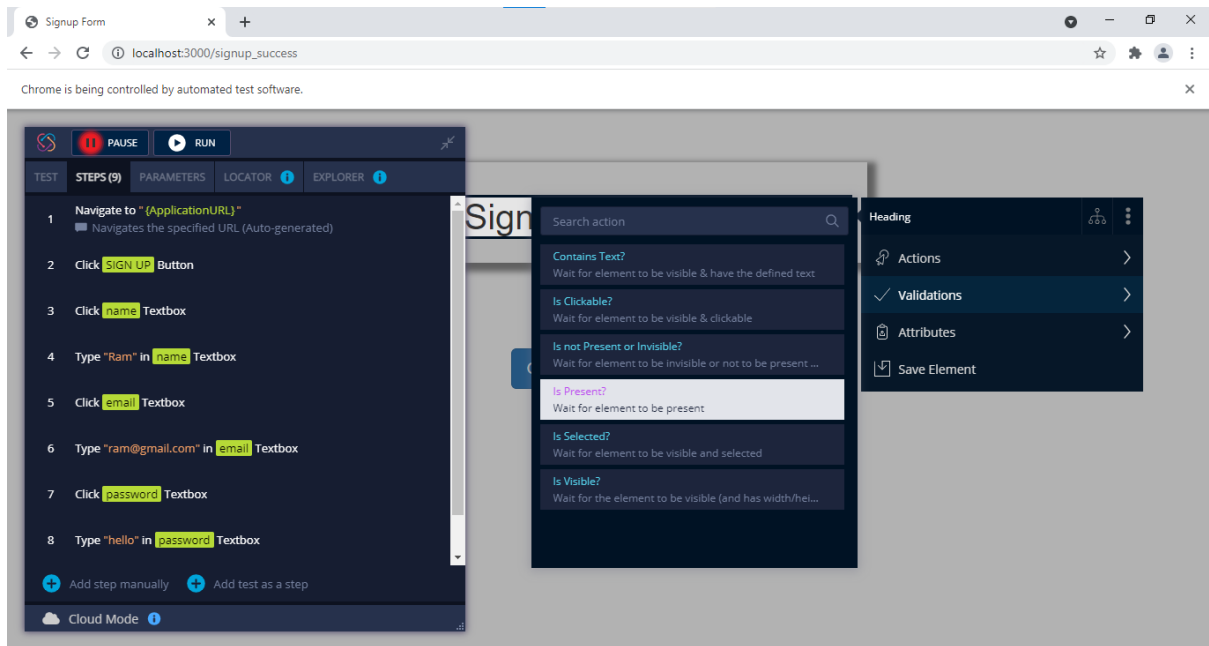 Signup Form
localhost:3000/signup_success
Chrome is being controlled by automated test software.
PAUSE
RUN
TEST
STEPS (9)
PARAMETERS
LOCATOR
EXPLORER
1 Navigate to "{ApplicationURL}"
Navigates the specified URL (Auto-generated)
2 Click SIGN UP Button
3 Click name Textbox
4 Type "Ram" in name Textbox
5 Click email Textbox
6 Type "ram@gmail.com" in email Textbox
7 Click password Textbox
8 Type "hello" in password Textbox
Add step manually
Add test as a step
Cloud Mode
Sign
Search action
Contains Text?
Wait for element to be visible & have the defined text
Is Clickable?
Wait for element to be visible & clickable
Is not Present or Invisible?
Wait for element to be invisible or not to be present ...
Is Present?
Wait for element to be present
Is Selected?
Wait for element to be visible and selected
Is Visible?
Wait for the element to be visible (and has width/hei...
Heading
Actions
Validations
Attributes
Save Element